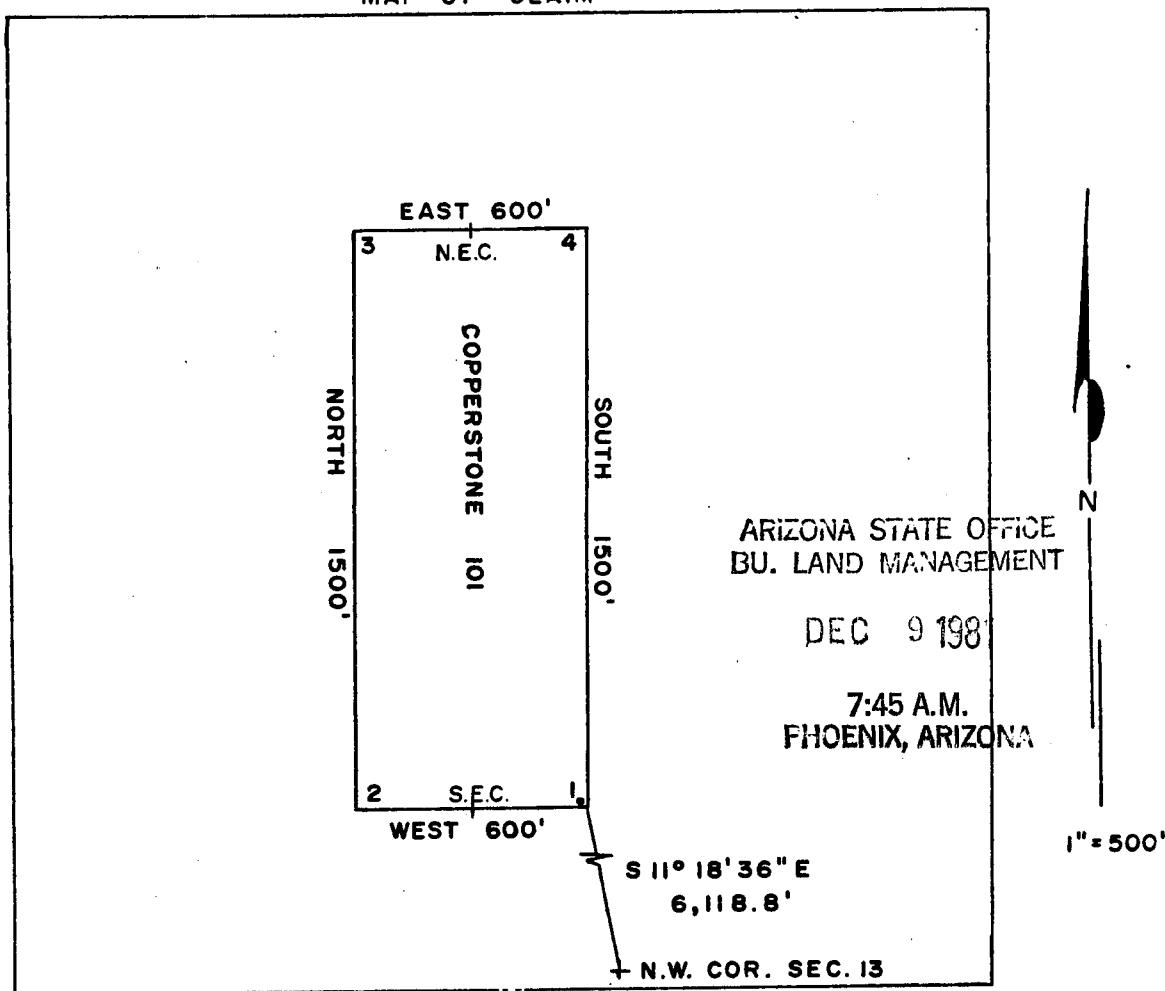 MAP OF CLAIM
EAST 600'
3
N.E.C.
4
COPPERSTONE 101
NORTH 1500'
SOUTH 1500'
N
ARIZONA STATE OFFICE
BU. LAND MANAGEMENT
DEC 9 1981
7:45 A.M.
PHOENIX, ARIZONA
2
S.E.C.
1
WEST 600'
1" = 500'
S 11° 18' 36" E
6,118.8'
N.W. COR. SEC. 13